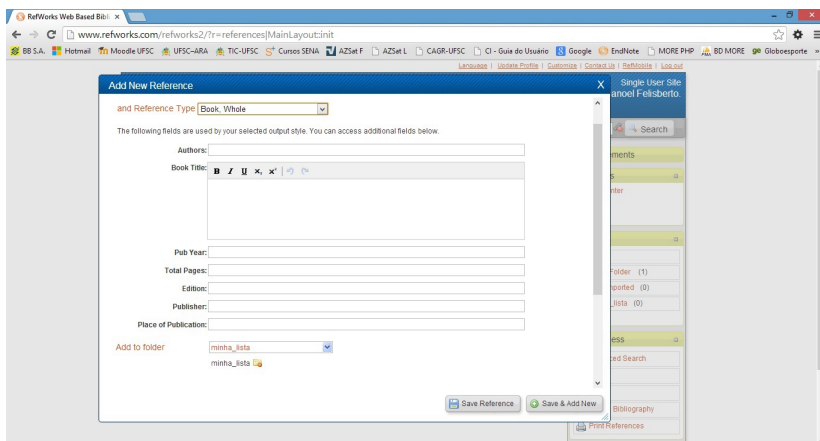 RefWorks Web Based Bibli ×
www.refworks.com/refworks2/?r=references|MainLayout::init
BB S.A. Hotmail Moodle UFSC UFSC-ARA TIC-UFSC Cursos SENA AZSat F AZSat L CAGR-UFSC CI - Guia do Usuário Google EndNote MORE PHP BD MORE Globoesporte »
Language | Update Profile | Customize | Contact Us | RefMobile | Log out
Add New Reference X
Single User Site
anoel Felisberto.
and Reference Type Book, Whole
Search
The following fields are used by your selected output style. You can access additional fields below.
Authors:
ments
Book Title: B I U x, x'
s
nter
Pub Year:
Total Pages:
Folder (1)
Edition:
ported (0)
Publisher:
_lista (0)
Place of Publication:
ess
Add to folder minha_lista
ed Search
minha_lista
Save Reference Save & Add New
Bibliography
Print References